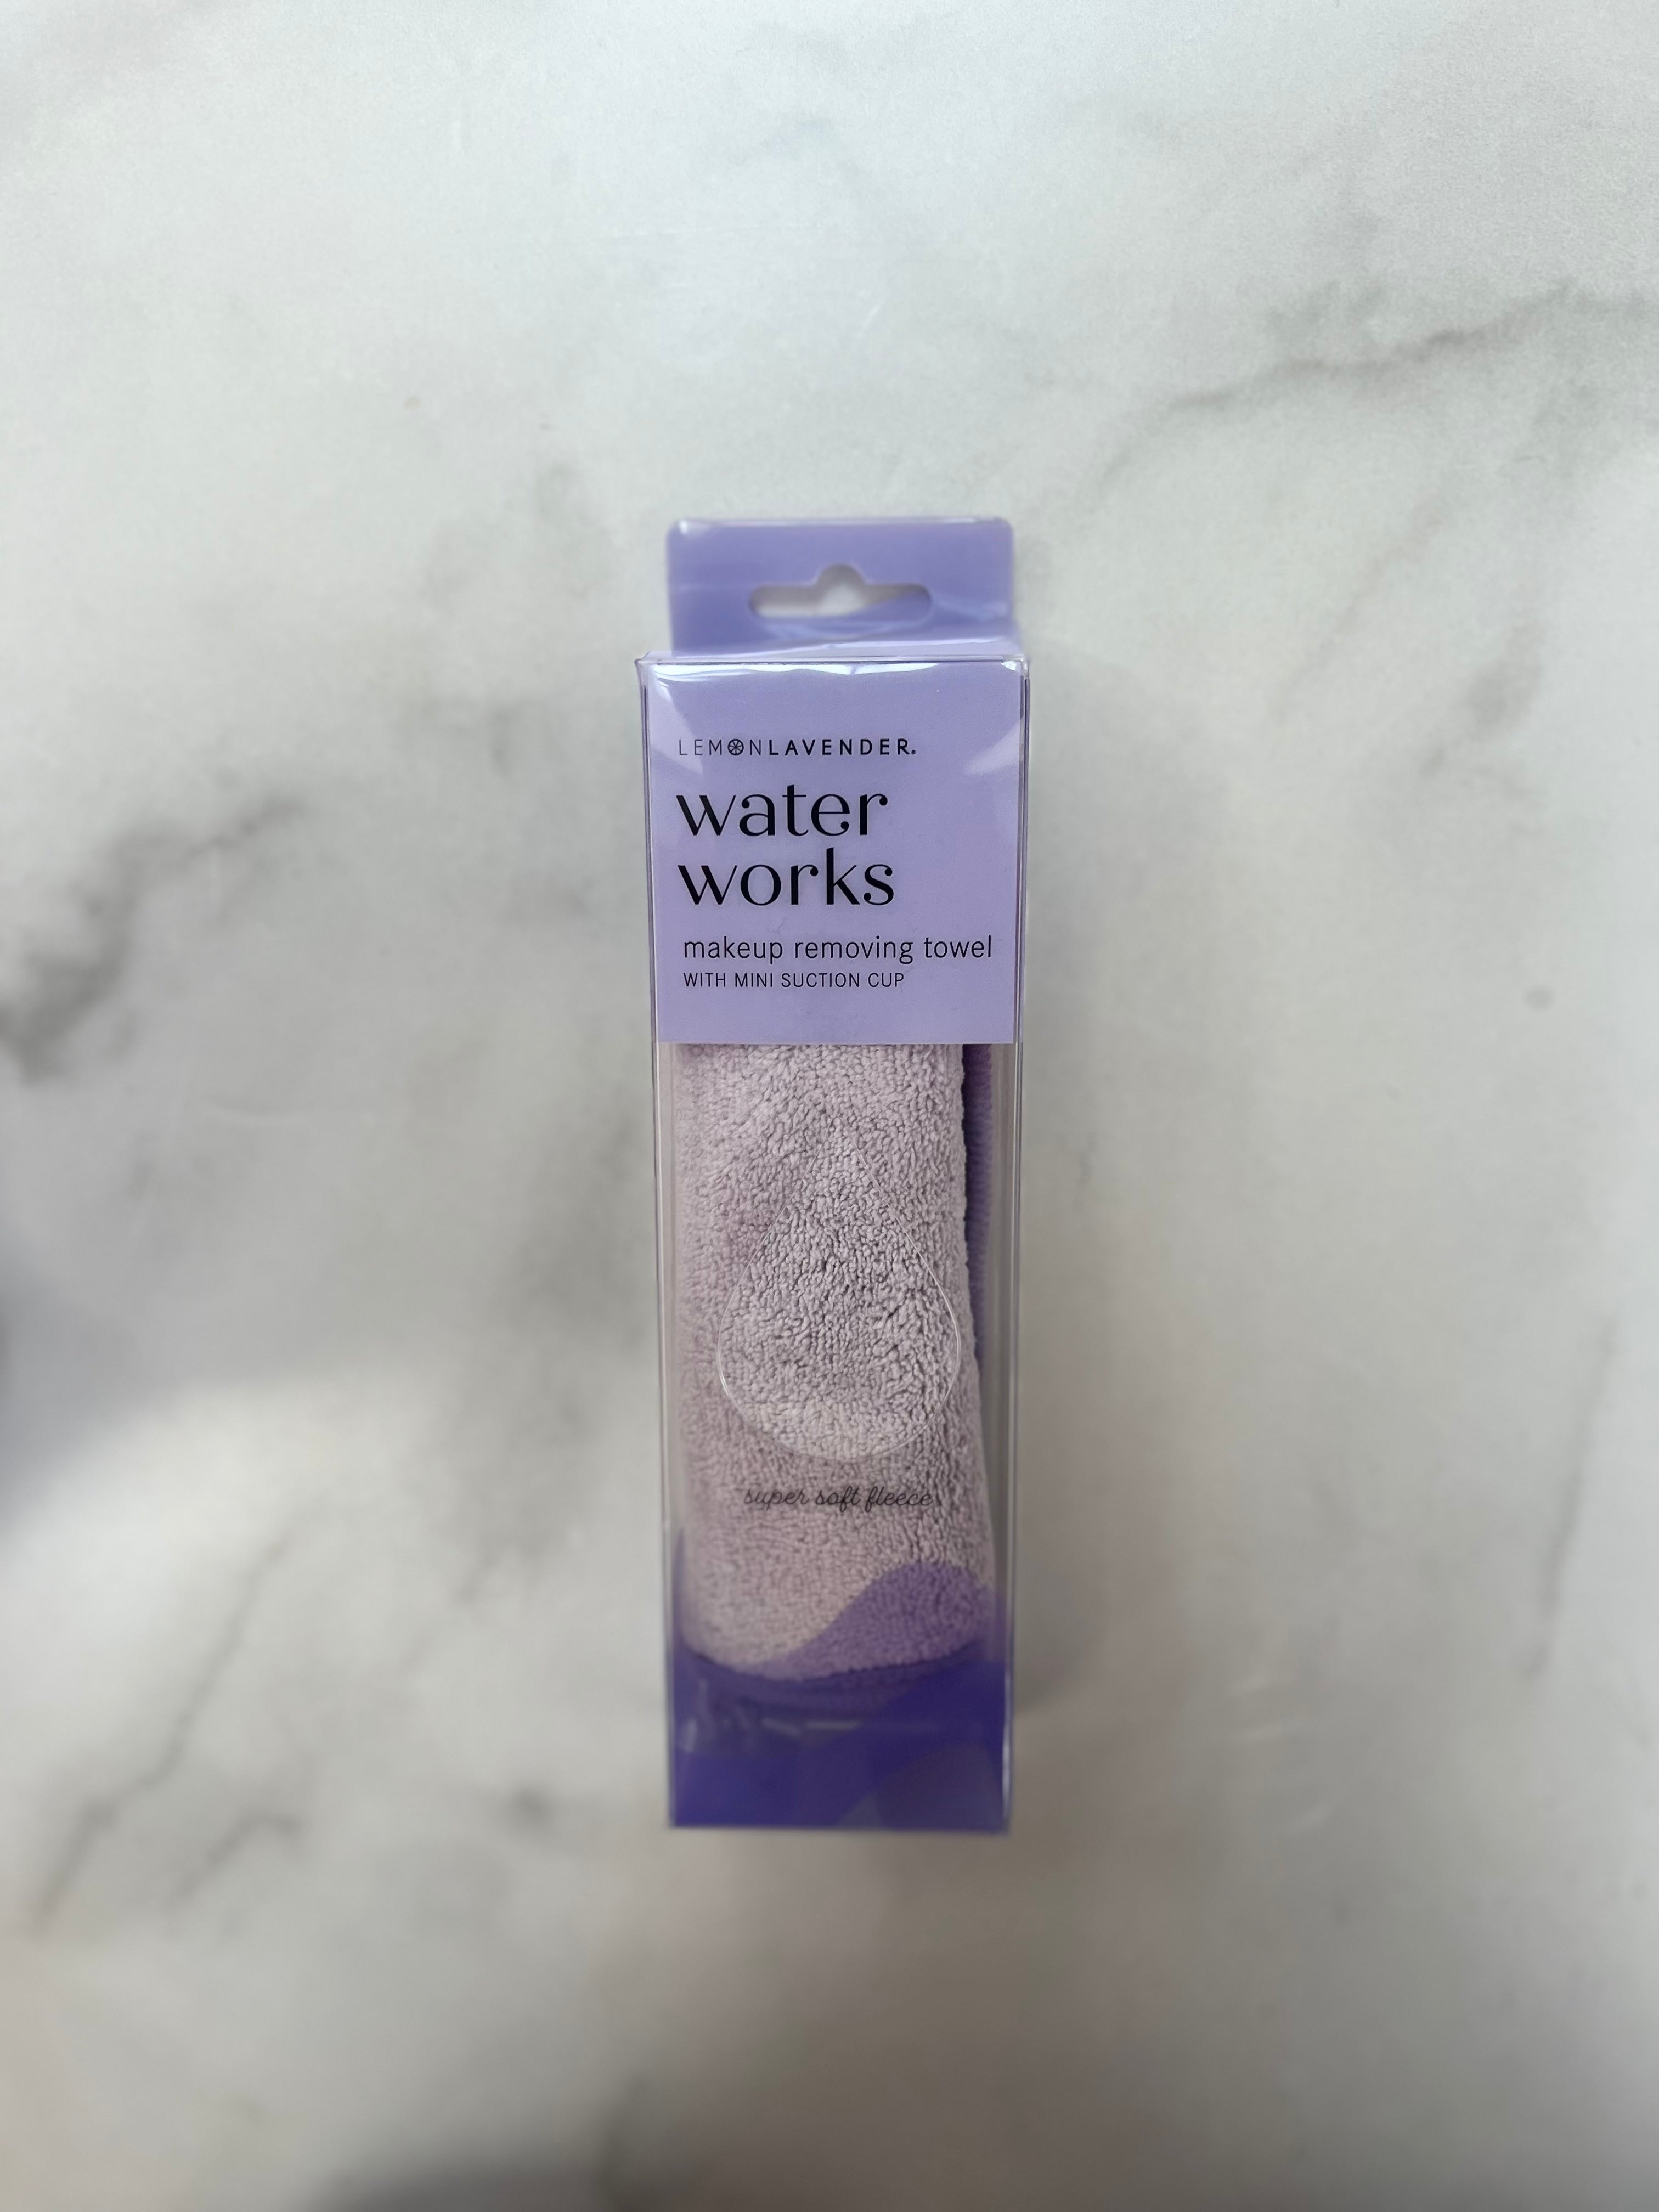 LEMONLAVENDER.
water
works
makeup removing towel
WITH MINI SUCTION CUP
super soft fleece